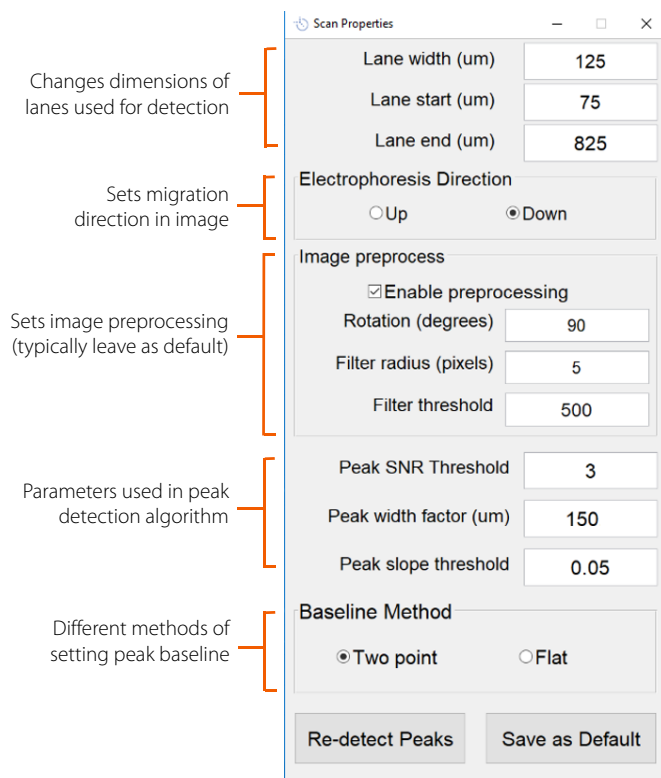 Scan Properties
Changes dimensions of
lanes used for detection
Lane width (um) 125
Lane start (um) 75
Lane end (um) 825
Sets migration
direction in image
Electrophoresis Direction
Up Down
Sets image preprocessing
(typically leave as default)
Image preprocess
Enable preprocessing
Rotation (degrees) 90
Filter radius (pixels) 5
Filter threshold 500
Parameters used in peak
detection algorithm
Peak SNR Threshold 3
Peak width factor (um) 150
Peak slope threshold 0.05
Different methods of
setting peak baseline
Baseline Method
Two point Flat
Re-detect Peaks Save as Default